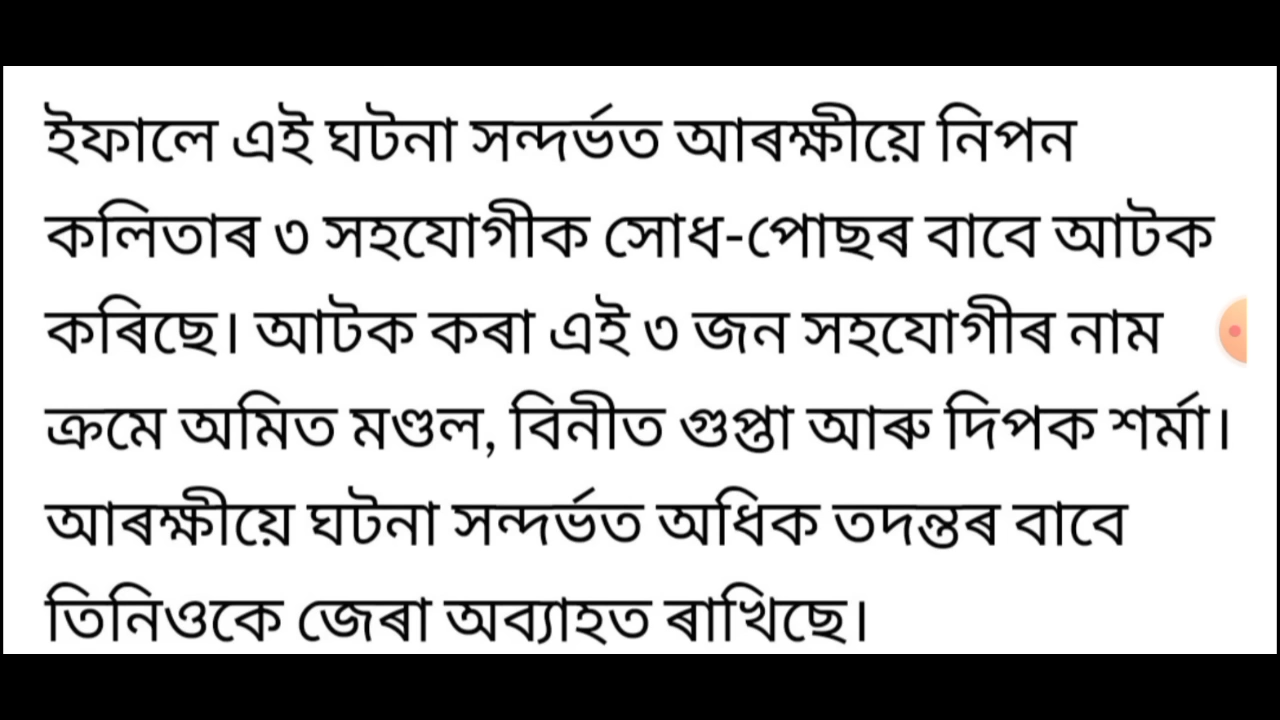 ইফালে এই ঘটনা সন্দৰ্ভত আৰক্ষীয়ে নিপন
কলিতাৰ ৩ সহযোগীক সোধ-পোছৰ বাবে আটক
কৰিছে। আটক কৰা এই ৩ জন সহযোগীৰ নাম
ক্ৰমে অমিত মণ্ডল, বিনীত গুপ্তা আৰু দিপক শৰ্মা।
আৰক্ষীয়ে ঘটনা সন্দৰ্ভত অধিক তদন্তৰ বাবে
তিনিওকে জেৰা অব্যাহত ৰাখিছে।